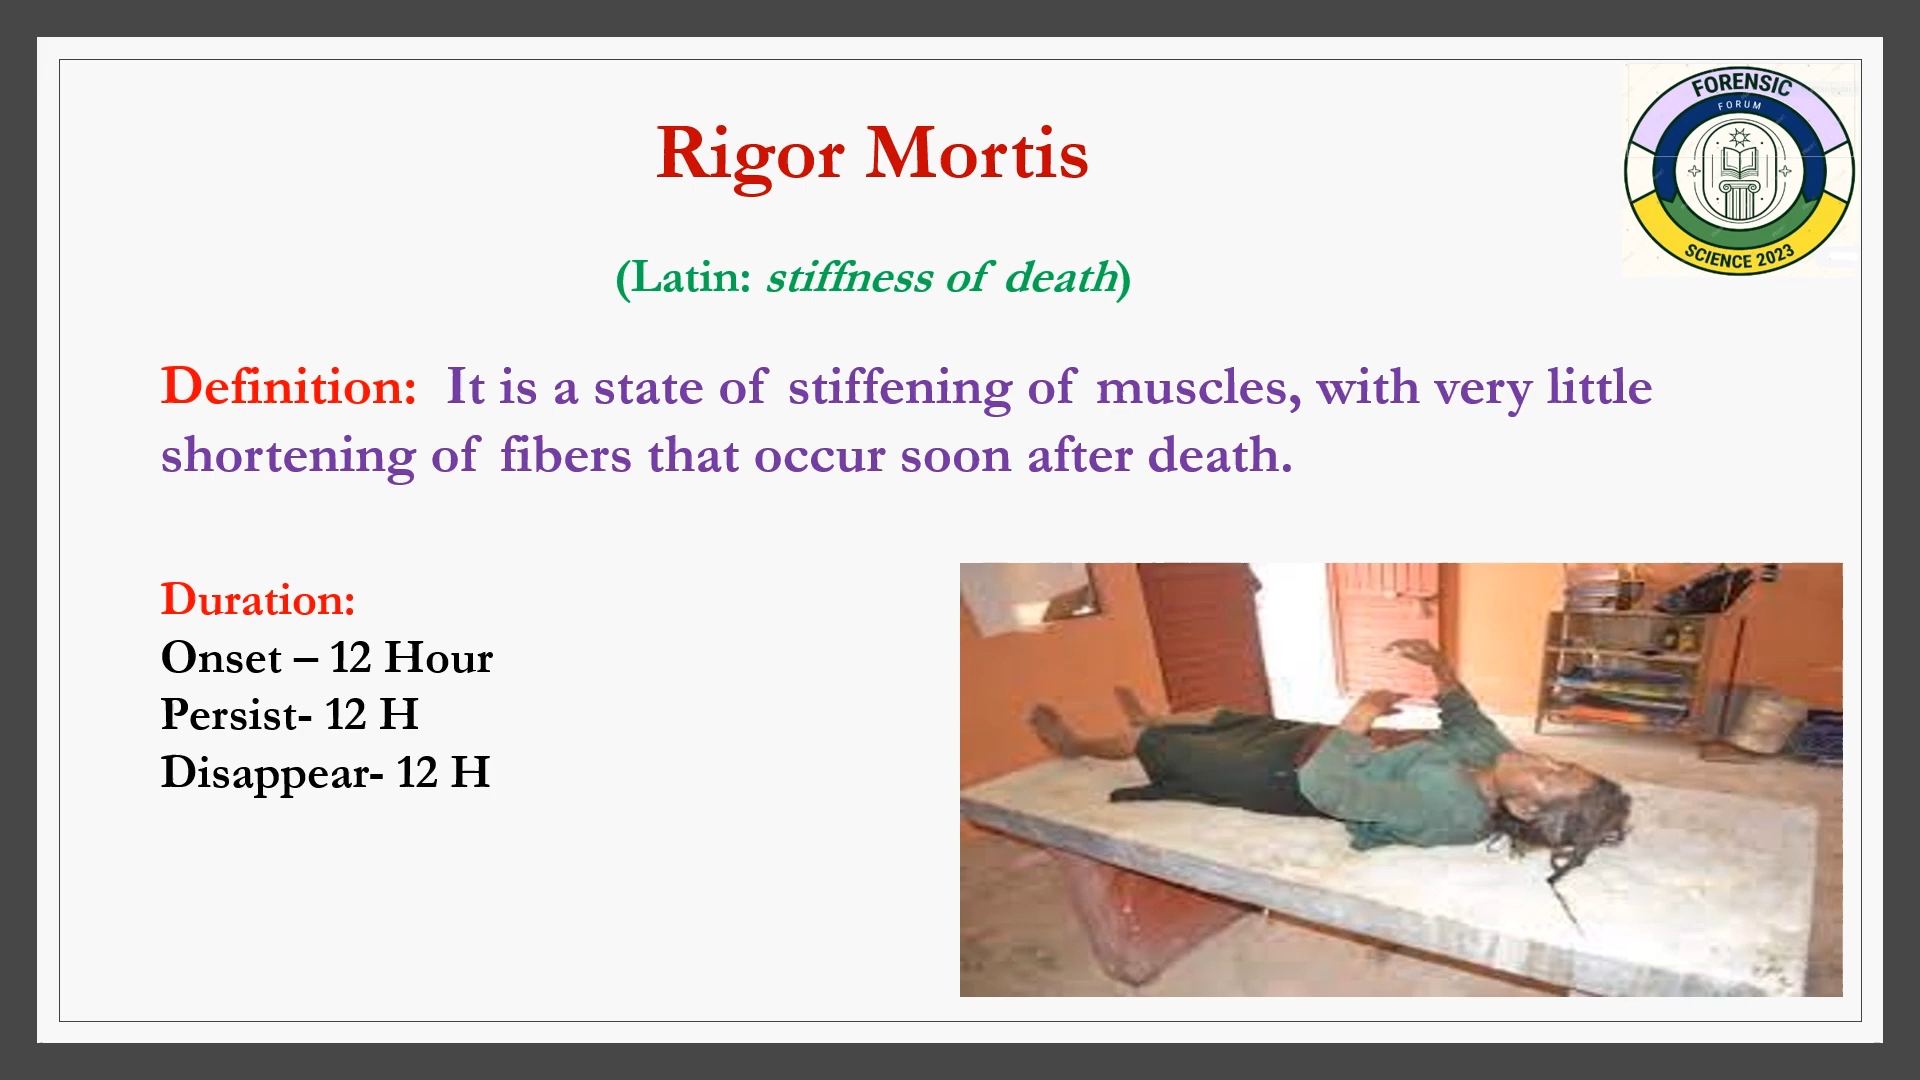 FORENSIC
FORUM
SCIENCE 2023
Rigor Mortis
(Latin: stiffness of death)
Definition: It is a state of stiffening of muscles, with very little
shortening of fibers that occur soon after death.
Duration:
Onset – 12 Hour
Persist- 12 H
Disappear- 12 H